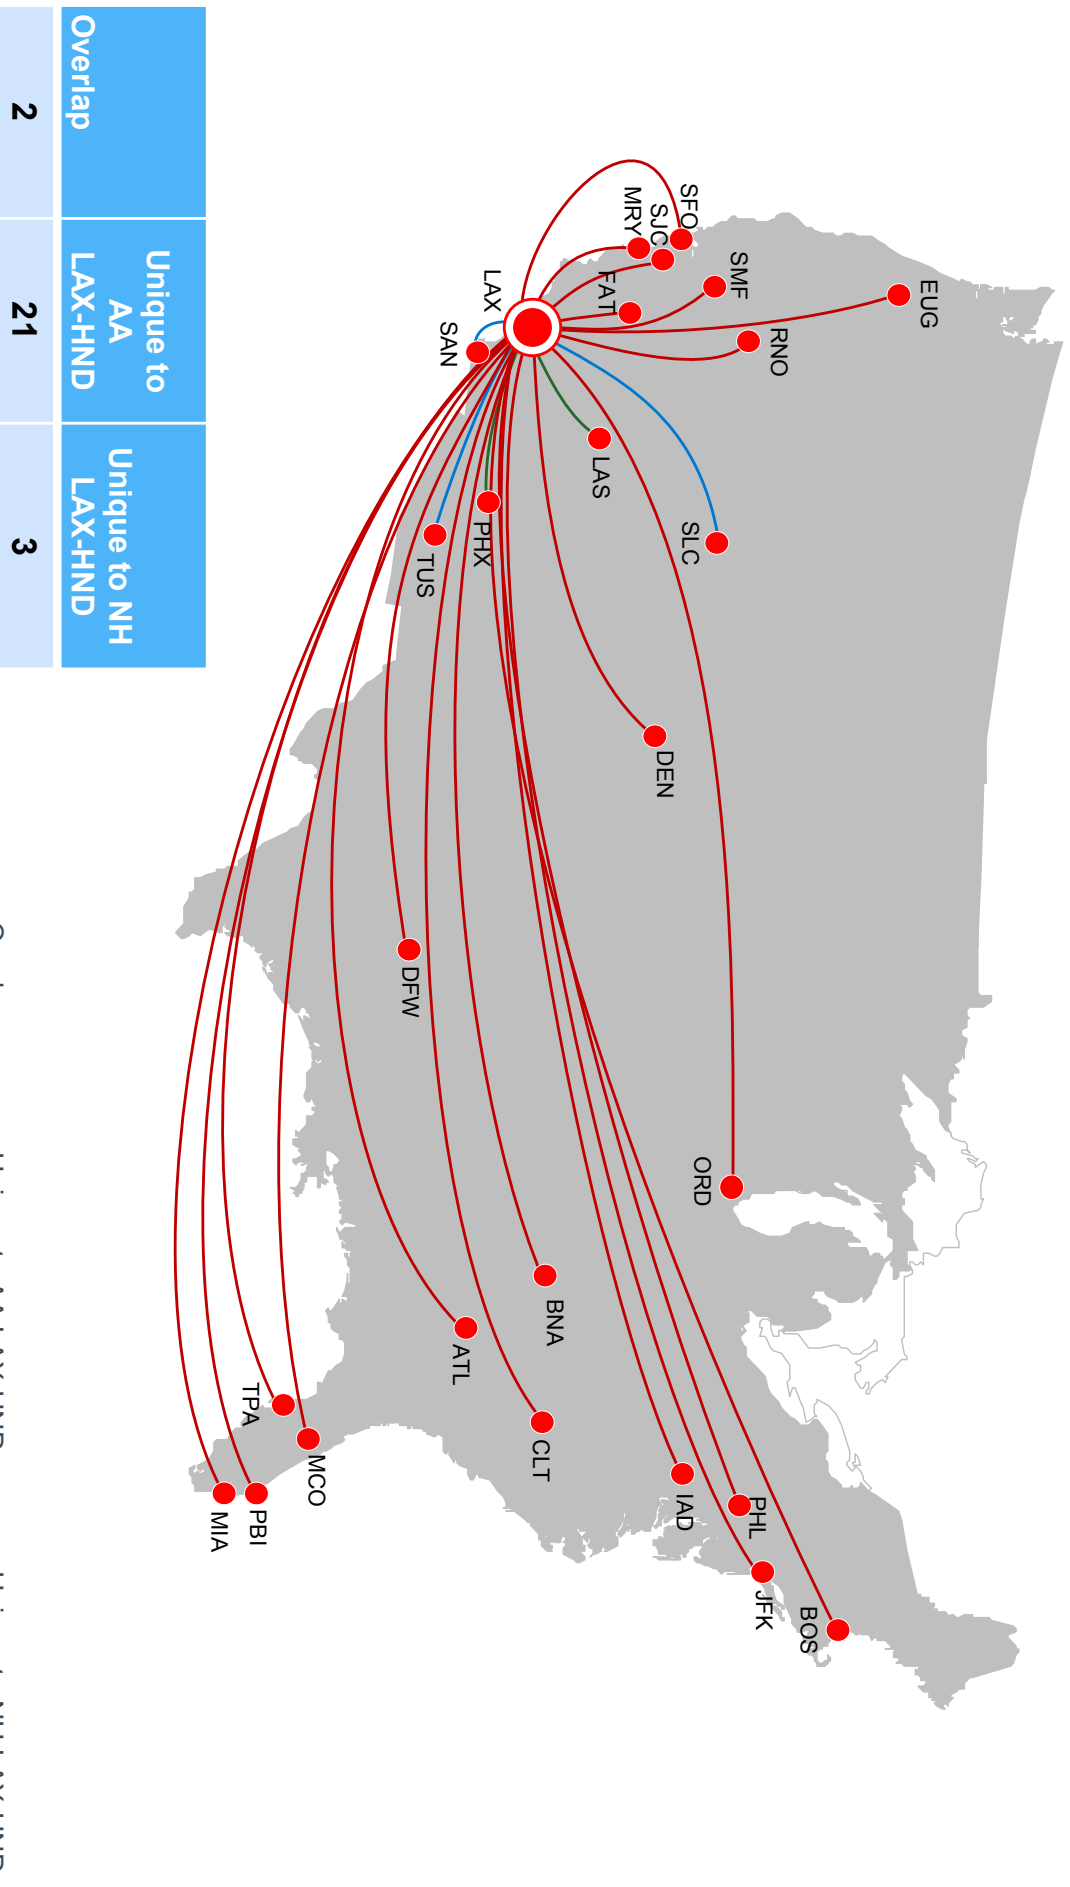 EUG
BOS
RNO
JFK
PHL
SMF
ORD
SFO
SLC
IAD
DEN
SJC
MRY
FAT
LAS
BNA
CLT
LAX
PHX
ATL
SAN
TUS
DFW
MCO
PBI
TPA
MIA
Overlap
Unique to
AA
LAX-HND
Unique to NH
LAX-HND
2
21
3